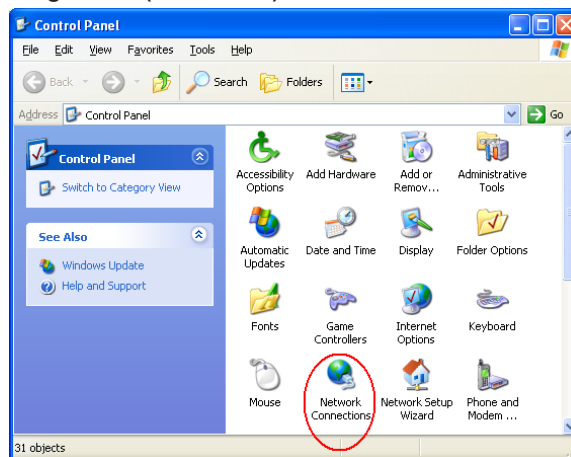 Control Panel
File Edit View Favorites Tools Help
Back Search Folders
Address Control Panel Go
Control Panel
Switch to Category View
See Also
Windows Update
Help and Support
Accessibility Options
Add Hardware
Add or Remov...
Administrative Tools
Automatic Updates
Date and Time
Display
Folder Options
Fonts
Game Controllers
Internet Options
Keyboard
Mouse
Network Connections
Network Setup Wizard
Phone and Modem ...
31 objects